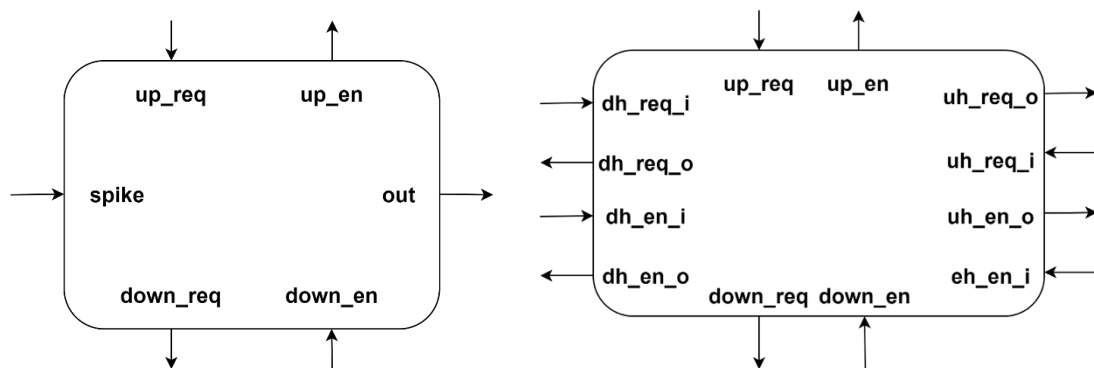 up_req
up_en
spike
out
down_req
down_en
up_req
up_en
dh_req_i
uh_req_o
dh_req_o
uh_req_i
dh_en_i
uh_en_o
dh_en_o
eh_en_i
down_req
down_en